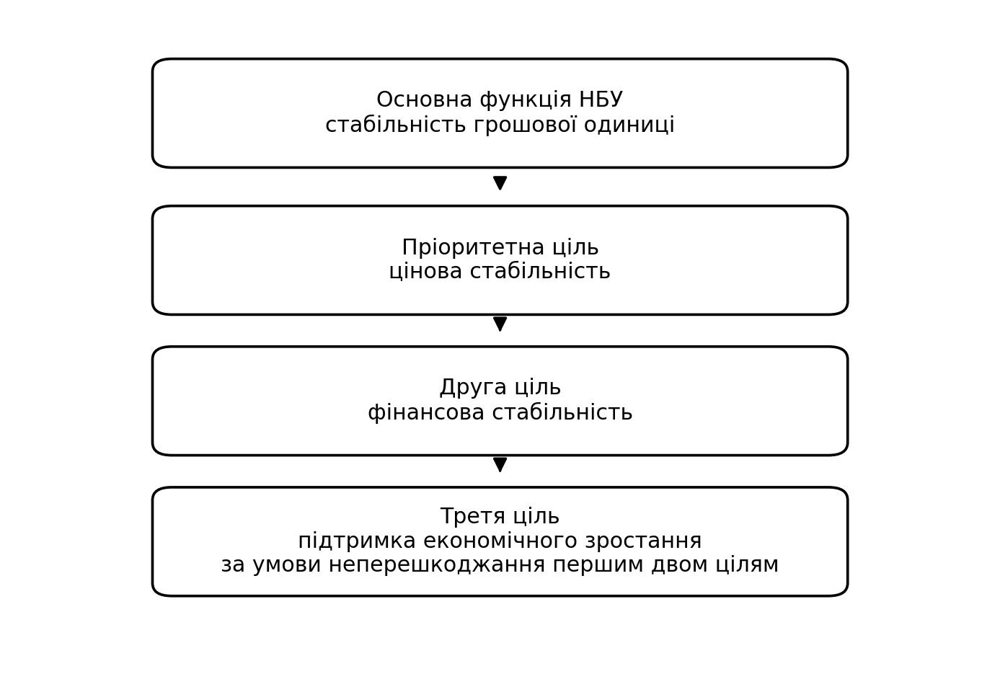 Основна функція НБУ
стабільність грошової одиниці
Пріоритетна ціль
цінова стабільність
Друга ціль
фінансова стабільність
Третя ціль
підтримка економічного зростання
за умови неперешкоджання першим двом цілям